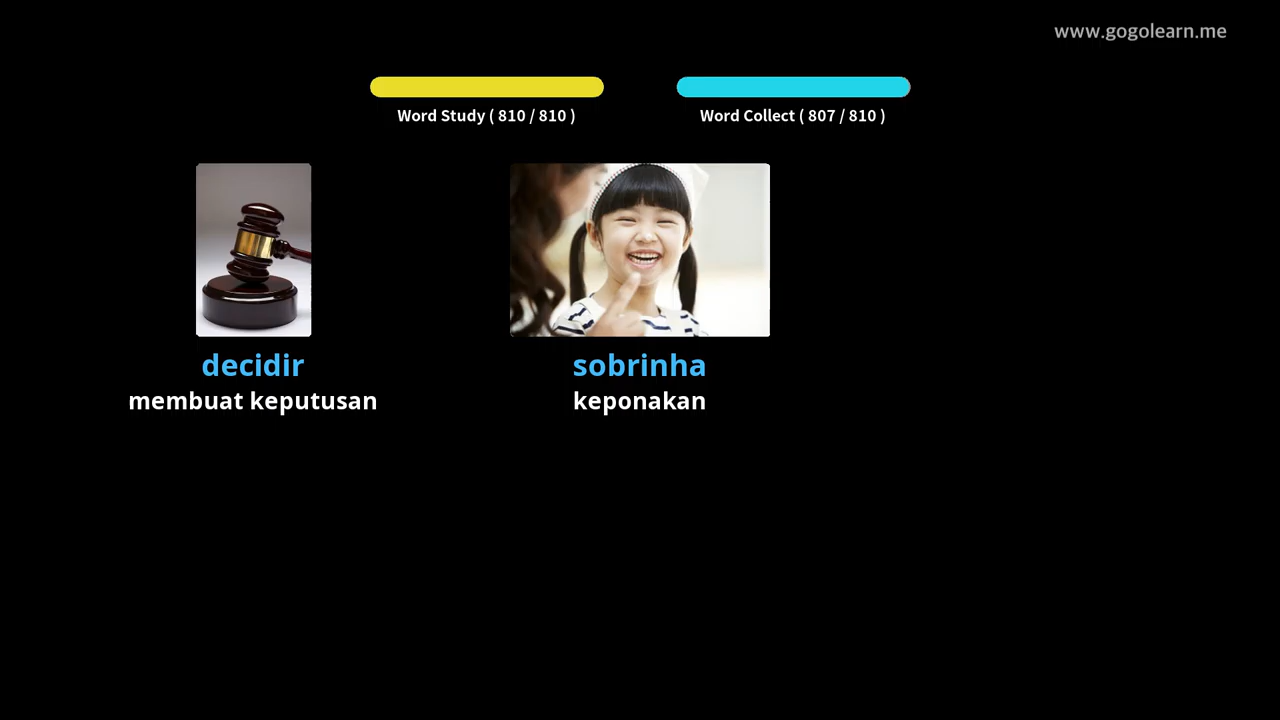 www.gogolearn.me
Word Study ( 810 / 810 )
Word Collect ( 807 / 810 )
decidir
membuat keputusan
sobrinha
keponakan